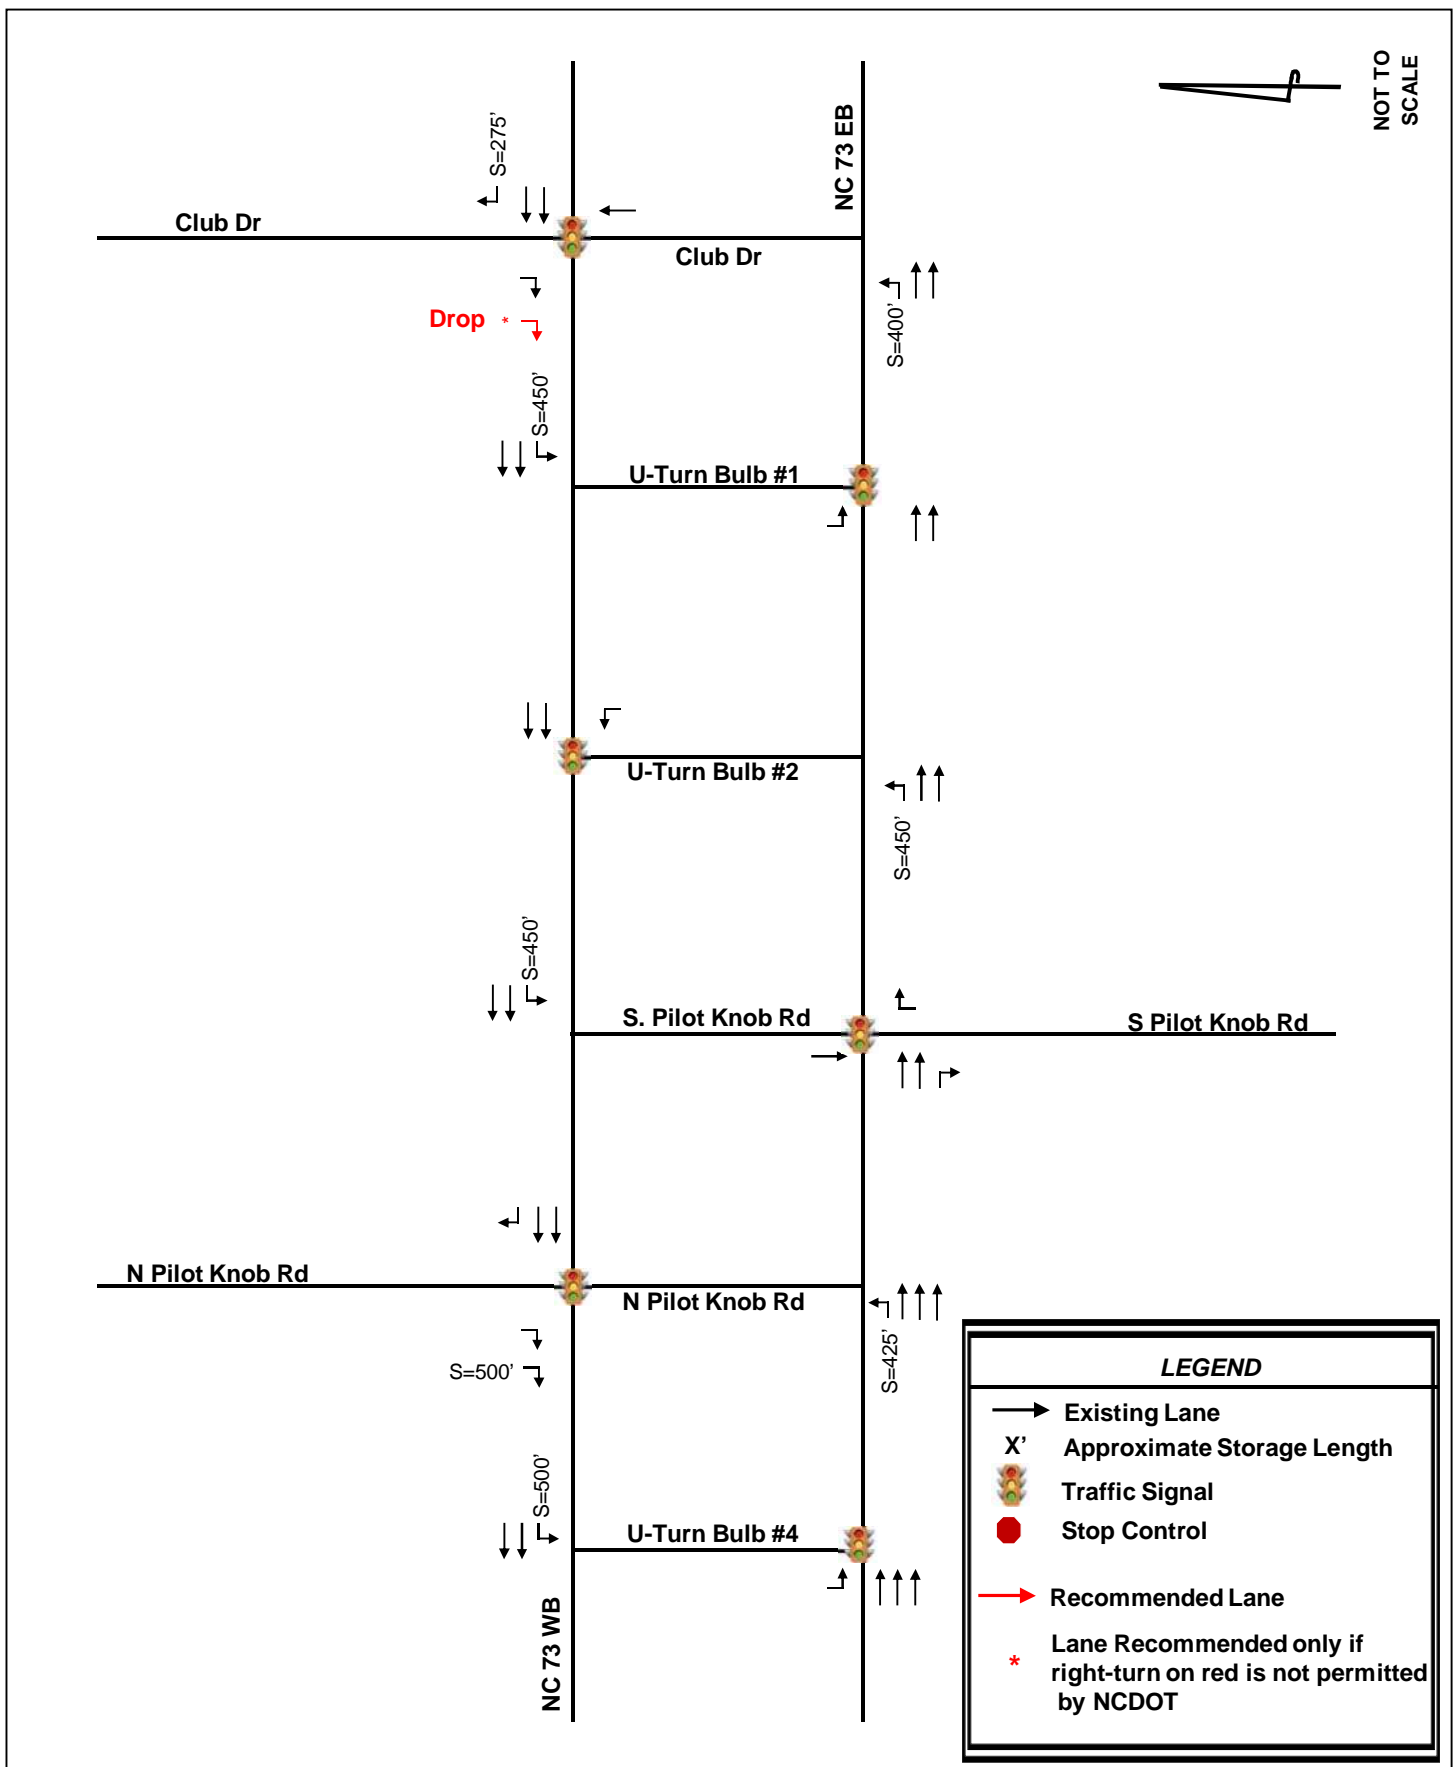 NOT TO
SCALE
NC 73 EB
S=275’
Club Dr
Club Dr
Drop *
S=400’
S=450’
U-Turn Bulb #1
U-Turn Bulb #2
S=450’
S=450’
S. Pilot Knob Rd
S Pilot Knob Rd
N Pilot Knob Rd
N Pilot Knob Rd
S=425’
S=500’
S=500’
U-Turn Bulb #4
NC 73 WB
LEGEND
Existing Lane
X’ Approximate Storage Length
Traffic Signal
Stop Control
Recommended Lane
* Lane Recommended only if
right-turn on red is not permitted
by NCDOT